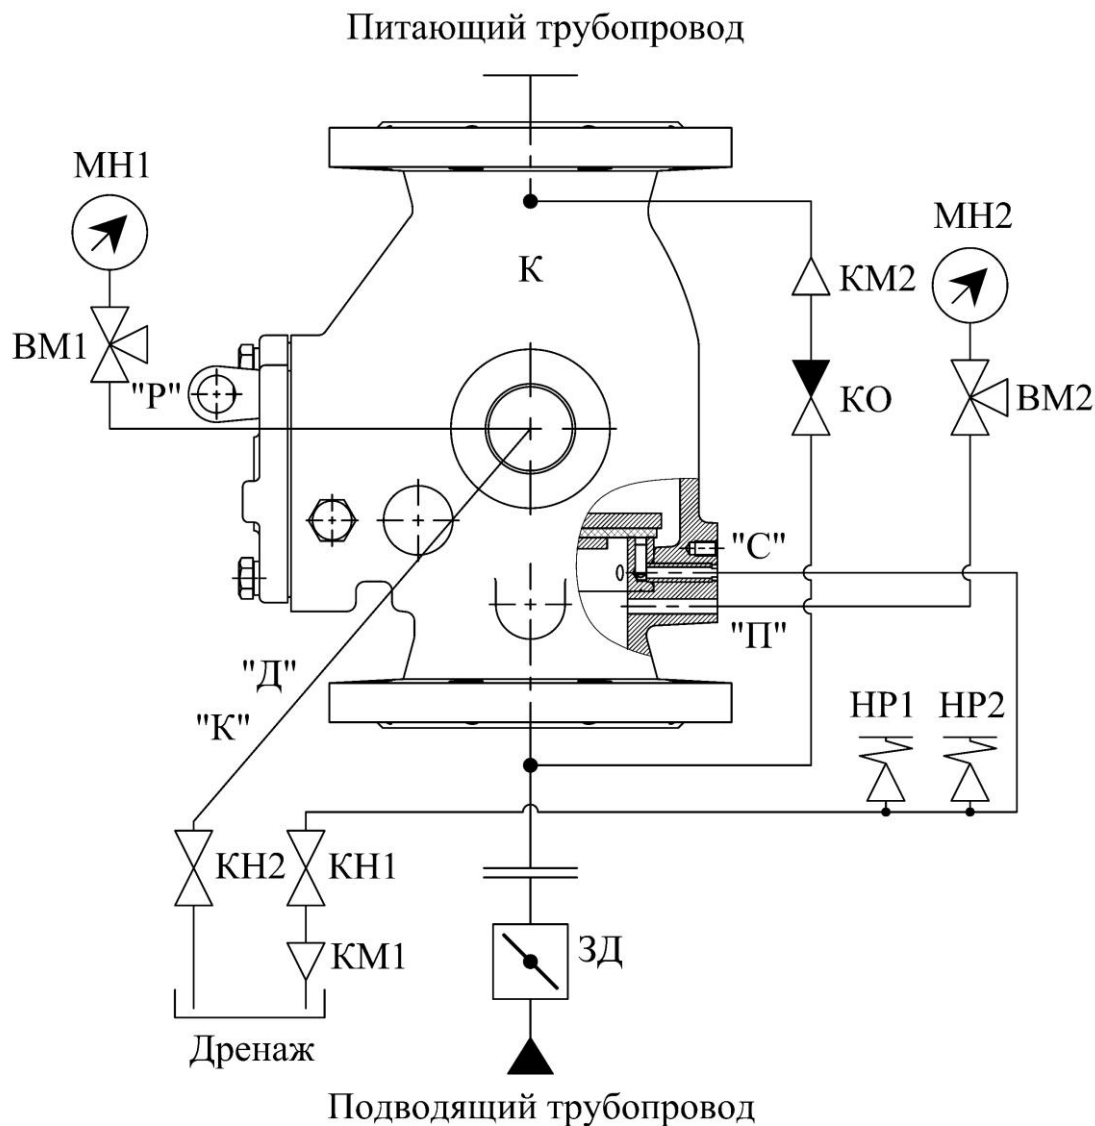 Питающий трубопровод
МН1
МН2
К
КМ2
ВМ1
"Р"
КО
ВМ2
"С"
"П"
"Д"
"К"
НР1
НР2
КН2
КН1
ЗД
КМ1
Дренаж
Подводящий трубопровод